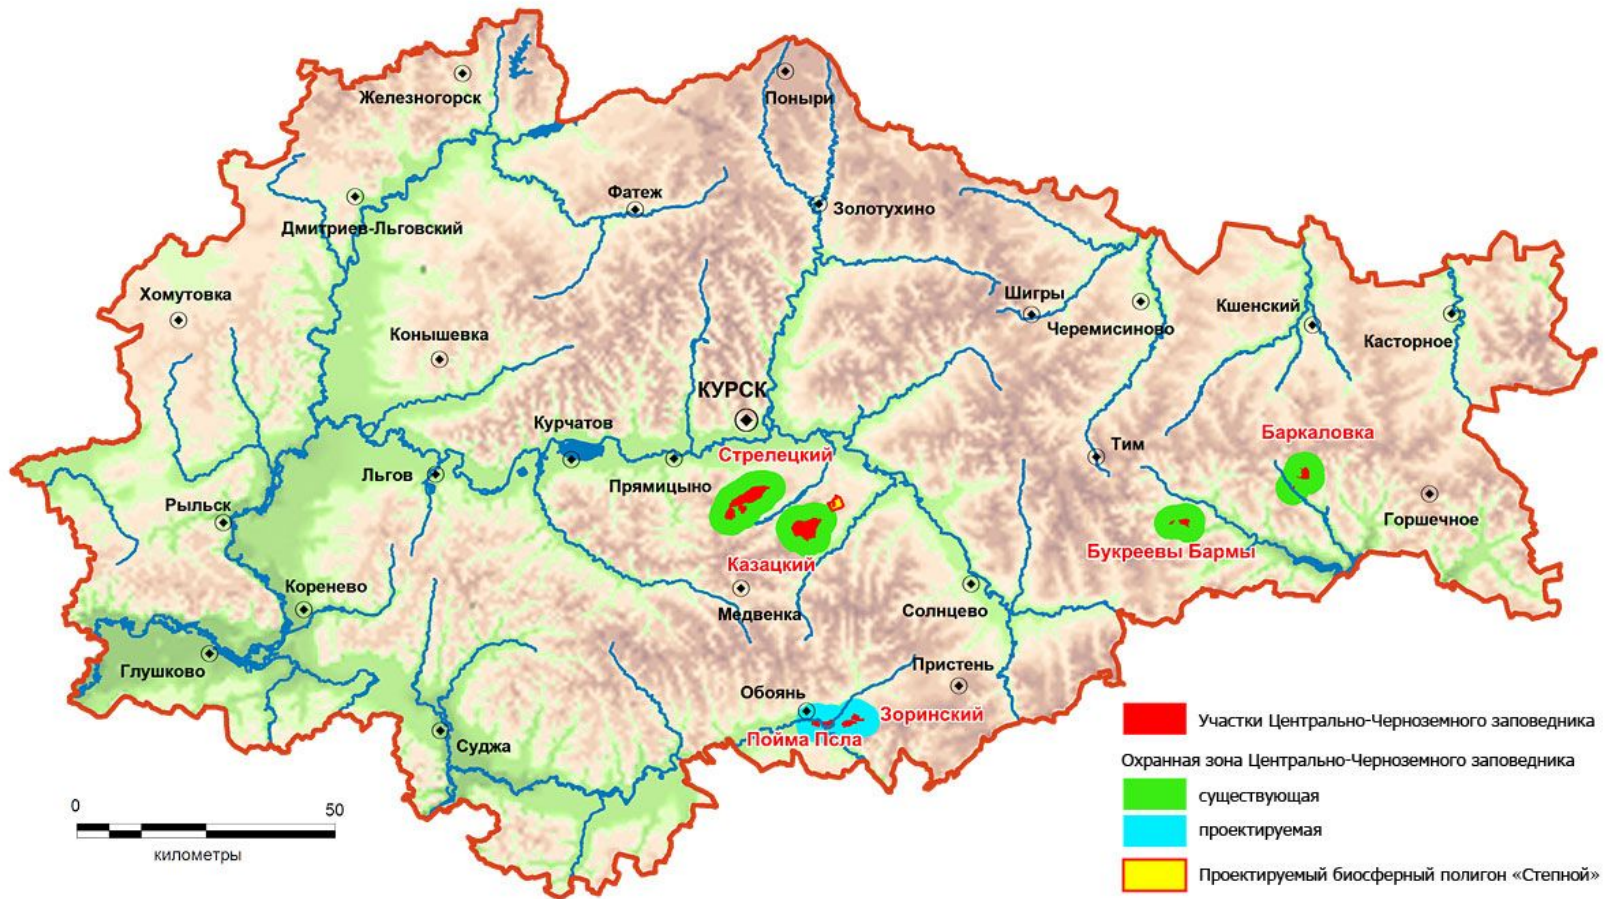 Железногорск
Поныри
Фатеж
Золотухино
Дмитриев-Льговский
Хомутовка
Шигры
Кшенский
Черемисиново
Конышевка
Касторное
КУРСК
Курчатов
Баркаловка
Тим
Стрелецкий
Льгов
Прямицыно
Рыльск
Горшечное
Букреевы Бармы
Казацкий
Коренево
Медвенка
Солнцево
Глушково
Пристень
Обоянь
Зоринский
Пойма Псла
Суджа
Участки Центрально-Черноземного заповедника
Охранная зона Центрально-Черноземного заповедника
существующая
проектируемая
Проектируемый биосферный полигон «Степной»
0 50
километры